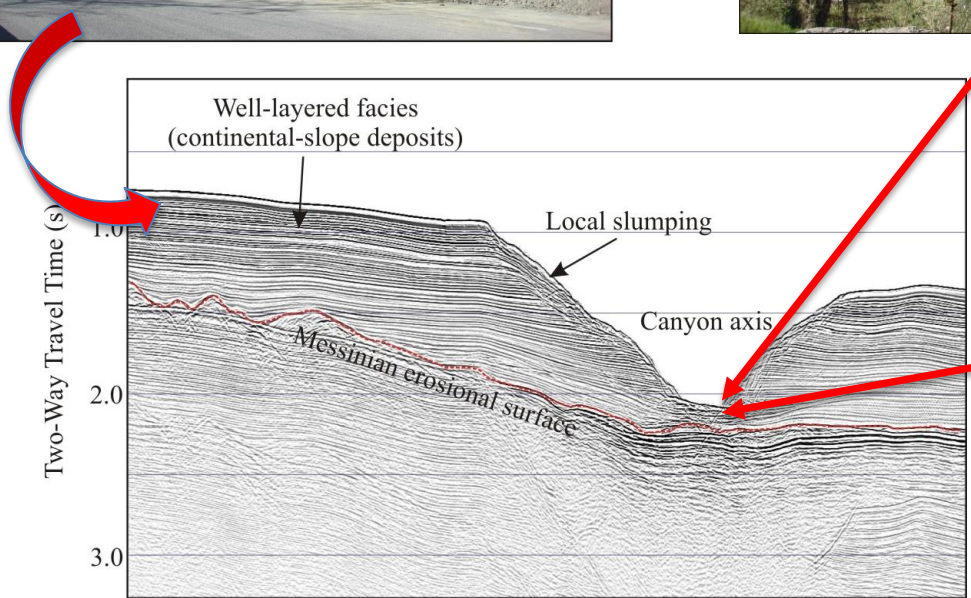 Well-layered facies
(continental-slope deposits)
Local slumping
Canyon axis
Messinian erosional surface
Two-Way Travel Time (s)
1.0
2.0
3.0